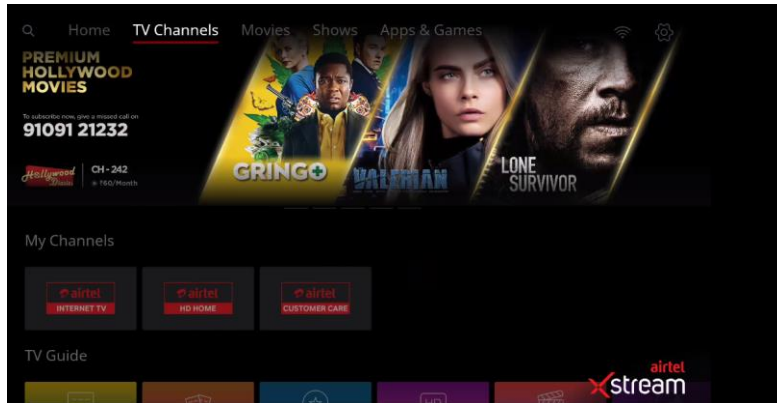 Home TV Channels Movies Shows Apps & Games
PREMIUM
HOLLYWOOD
MOVIES
To subscribe now, give a missed call on
91091 21232
Hollywood
CH-242
@ ₹60/Month
GRINGO
VALERIAN
LONE
SURVIVOR
My Channels
airtel
INTERNET TV
airtel
HD HOME
airtel
CUSTOMER CARE
TV Guide
HD
airtel
Xstream